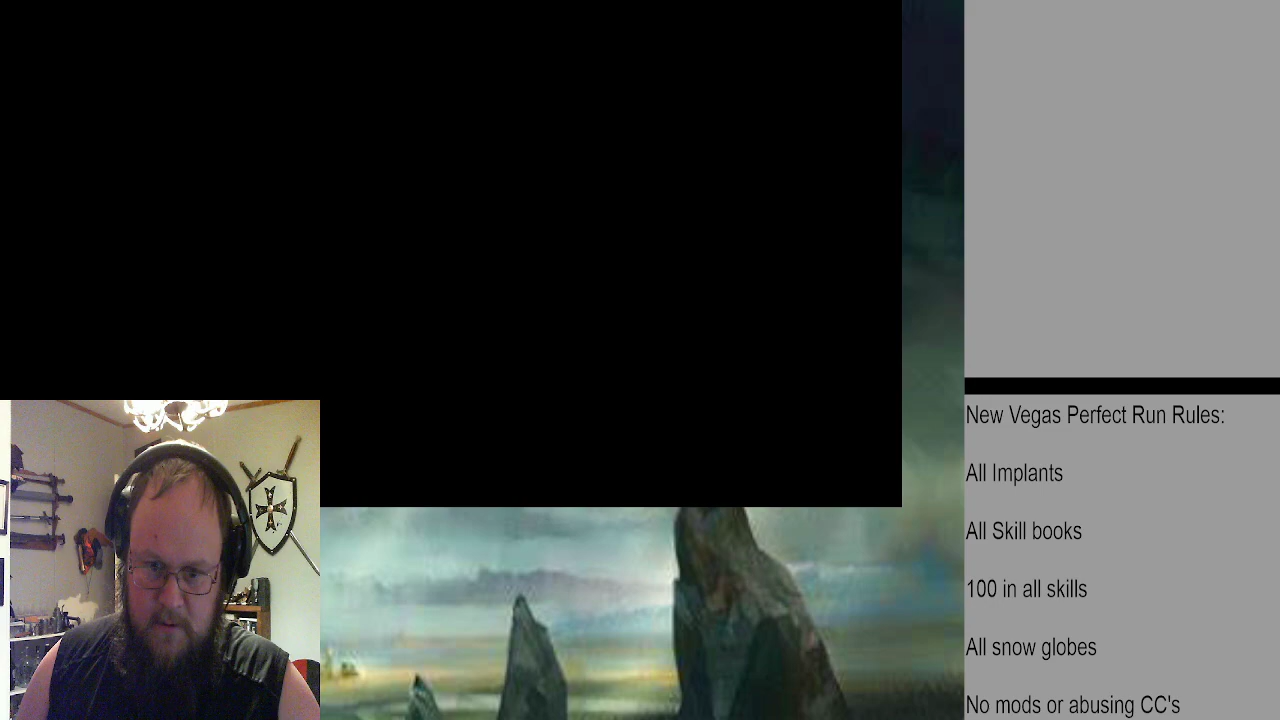 New Vegas Perfect Run Rules:
All Implants
All Skill books
100 in all skills
All snow globes
No mods or abusing CC's